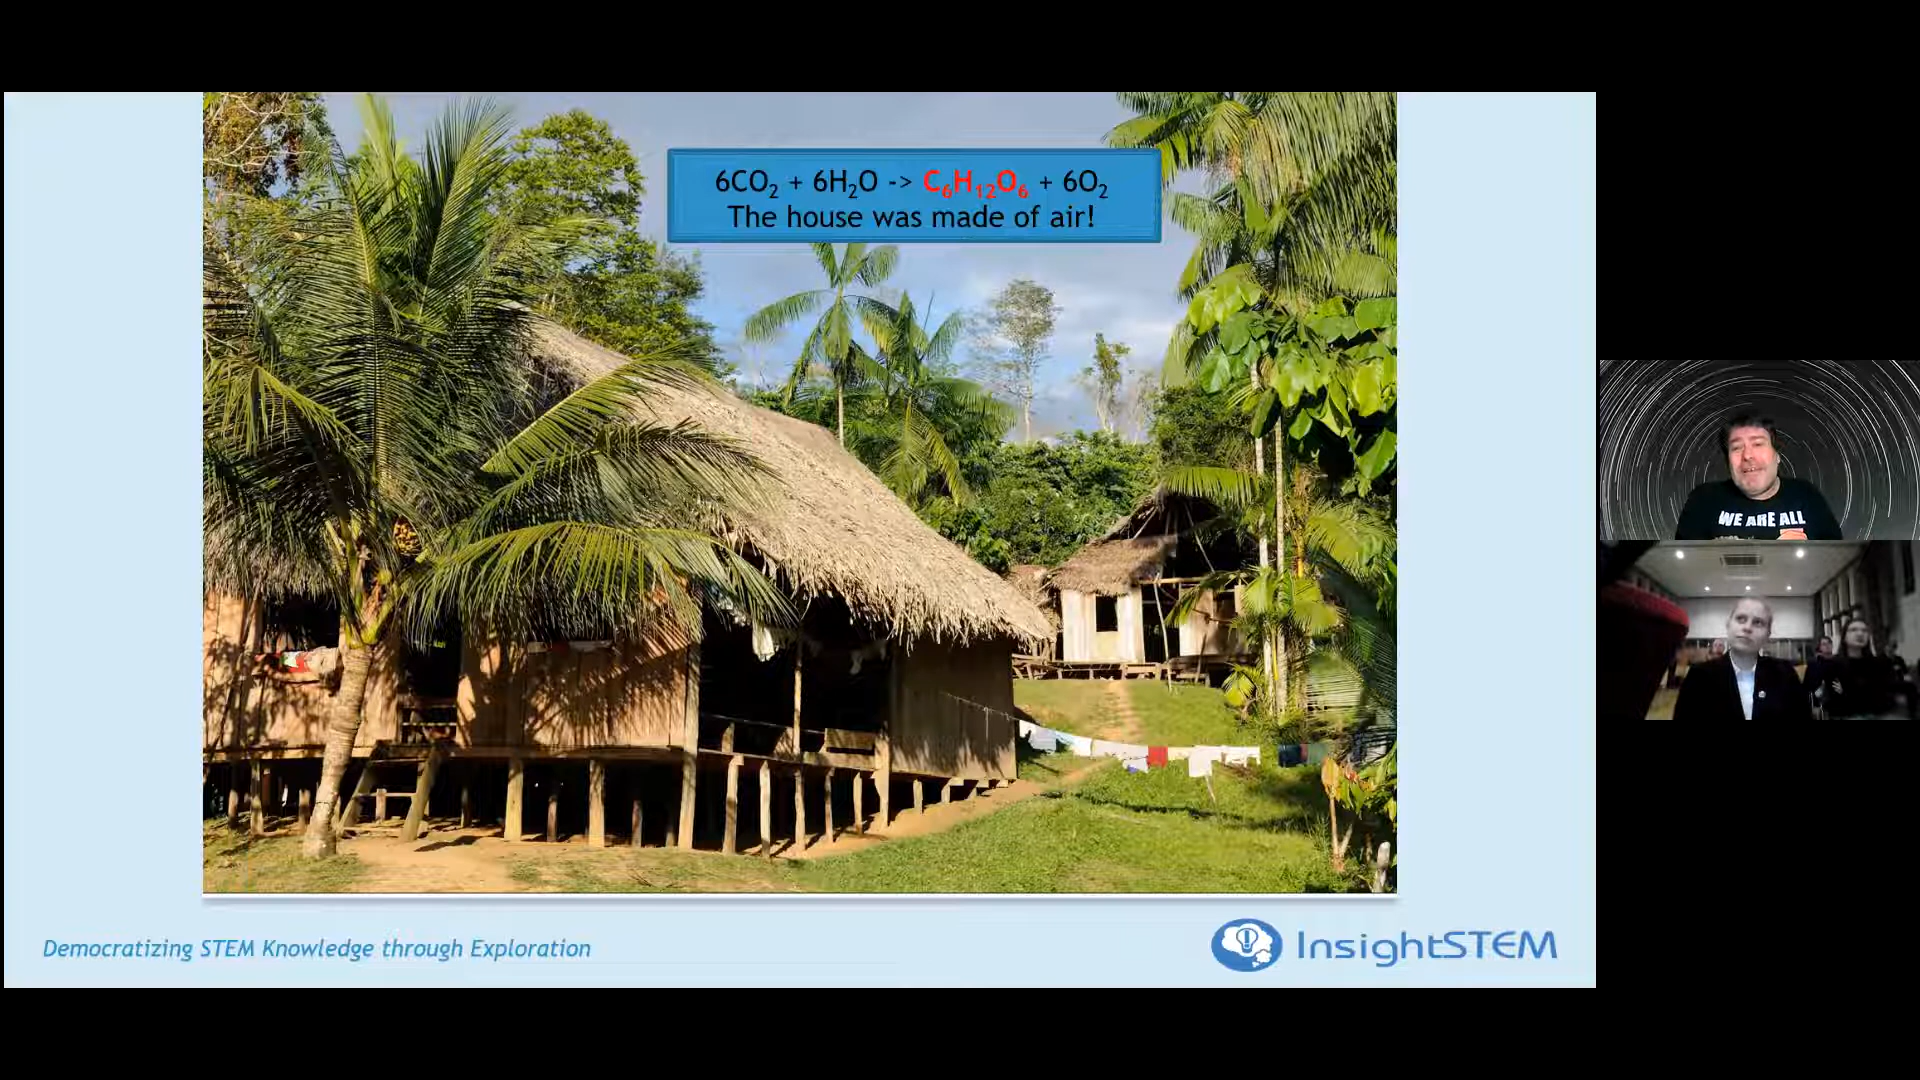 6CO₂ + 6H₂O -> C₆H₁₂O₆ + 6O₂
The house was made of air!
WE ARE ALL
Democratizing STEM Knowledge through Exploration
InsightSTEM